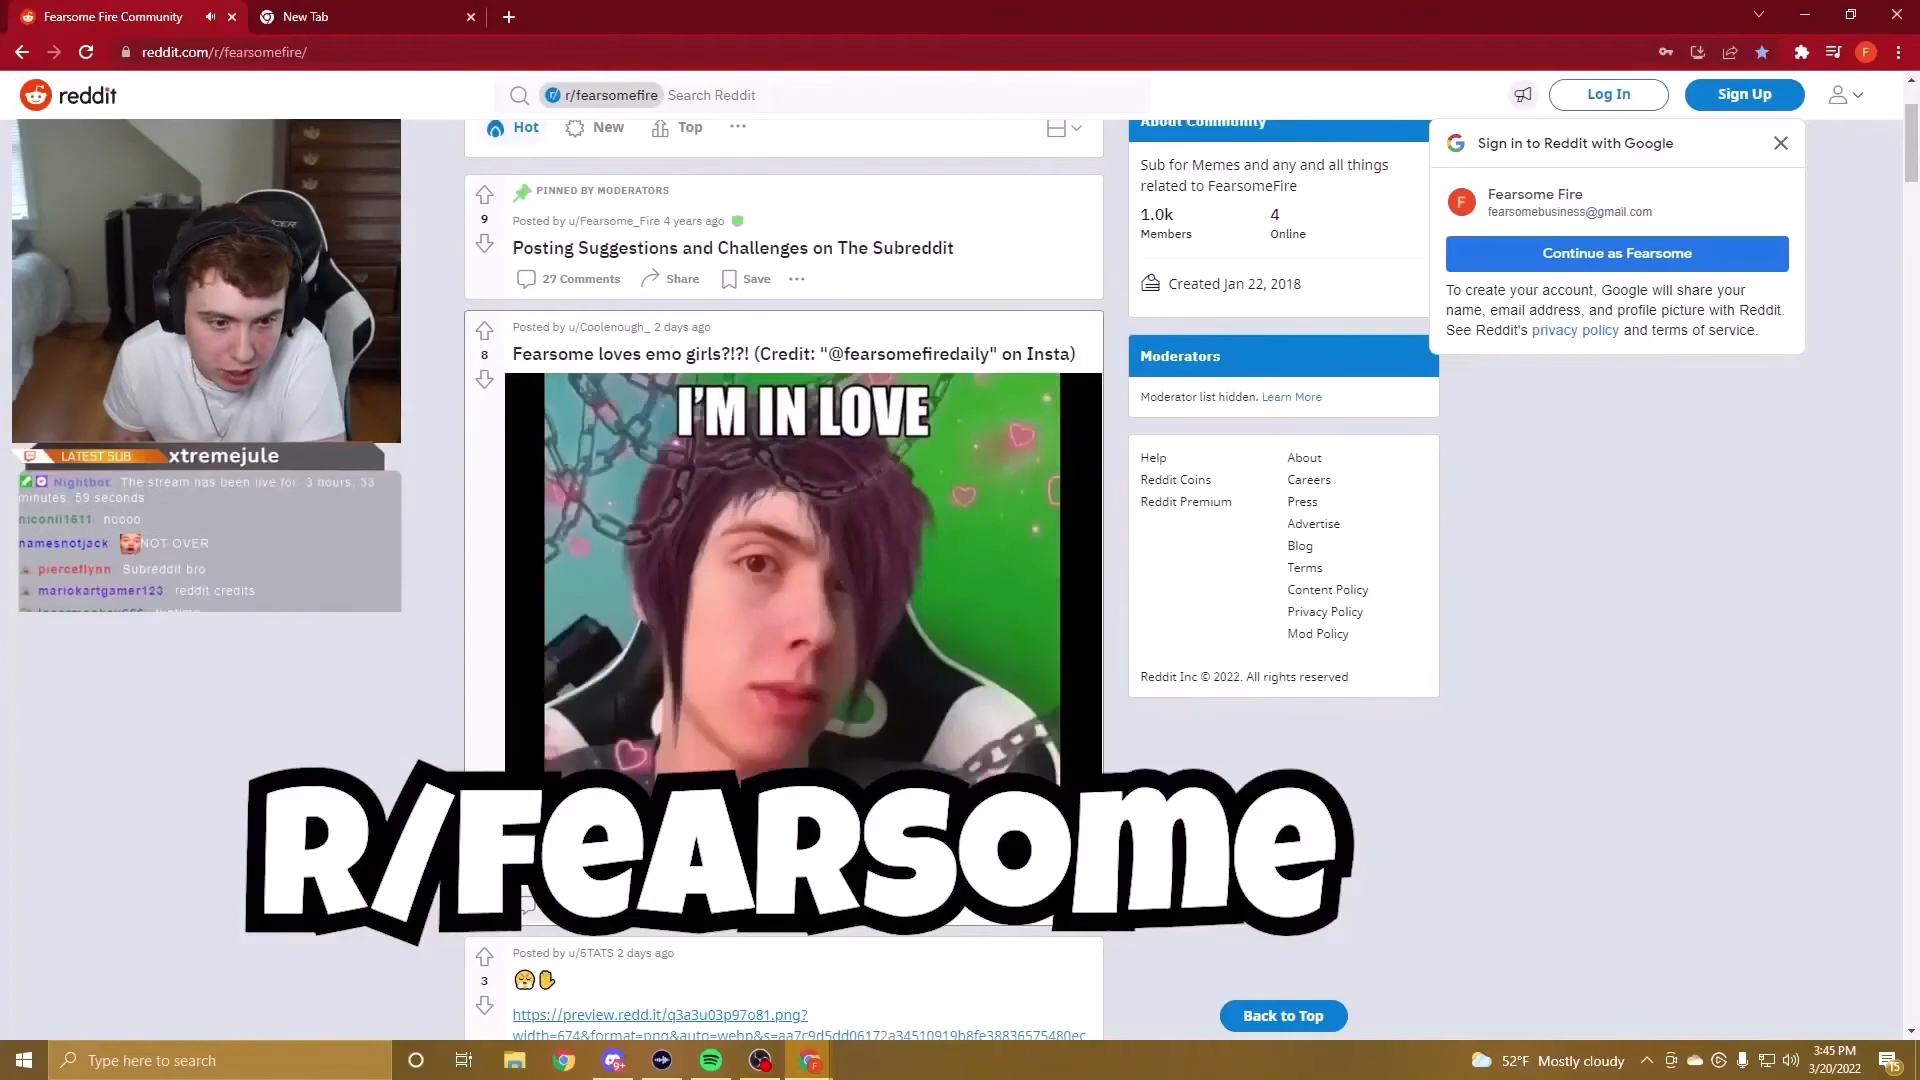 Fearsome Fire Community
New Tab
reddit.com/r/fearsomefire/
reddit
r/fearsomefire Search Reddit
Log In
Sign Up
Hot
New
Top
PINNED BY MODERATORS
9
Posted by u/Fearsome_Fire 4 years ago
Posting Suggestions and Challenges on The Subreddit
27 Comments
Share
Save
Posted by u/Coolenough_ 2 days ago
8
Fearsome loves emo girls?!?! (Credit: "@fearsomefiredaily" on Insta)
I'M IN LOVE
LATEST SUB xtremejule
Nightbot: The stream has been live for: 3 hours, 33
minutes, 59 seconds
niconii1611 noooo
namesnotjack NOT OVER
pierceflynn Subreddit bro
mariokartgamer123 reddit credits
R/FEARSOME
Posted by u/5TATS 2 days ago
3
https://preview.redd.it/q3a3u03p97o81.png?
width=674&format=png&auto=webp&s=aa7c9d5dd06172a34510919b8fe38836575480ec
About Community
Sub for Memes and any and all things
related to FearsomeFire
1.0k
4
Members
Online
Created Jan 22, 2018
Moderators
Moderator list hidden. Learn More
Help
About
Reddit Coins
Careers
Reddit Premium
Press
Advertise
Blog
Terms
Content Policy
Privacy Policy
Mod Policy
Reddit Inc © 2022. All rights reserved
Back to Top
Sign in to Reddit with Google
F
Fearsome Fire
fearsomebusiness@gmail.com
Continue as Fearsome
To create your account, Google will share your
name, email address, and profile picture with Reddit.
See Reddit's privacy policy and terms of service.
Type here to search
52°F Mostly cloudy
3:45 PM
3/20/2022
15